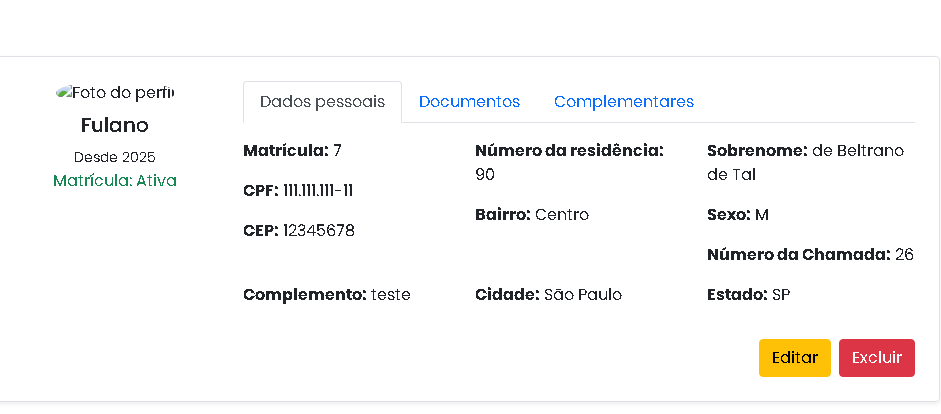 Foto do perfi
Fulano
Desde 2025
Matrícula: Ativa
Dados pessoais
Documentos
Complementares
Matrícula: 7
CPF: 111.111.111-11
CEP: 12345678
Número da residência:
90
Bairro: Centro
Sobrenome: de Beltrano
de Tal
Sexo: M
Número da Chamada: 26
Complemento: teste
Cidade: São Paulo
Estado: SP
Editar
Excluir